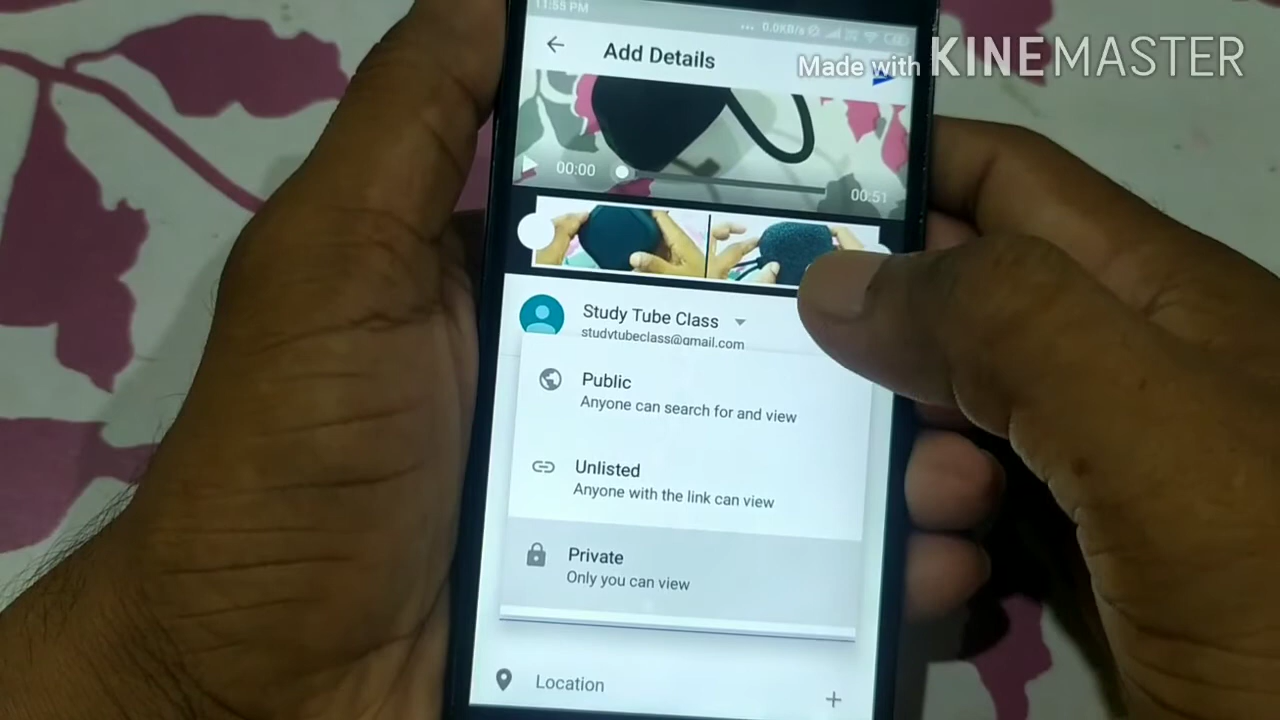 11:55 PM
... 0.0KB/s
Add Details
Made with KINEMASTER
00:00
00:51
Study Tube Class
studytubeclass@gmail.com
Public
Anyone can search for and view
Unlisted
Anyone with the link can view
Private
Only you can view
Location